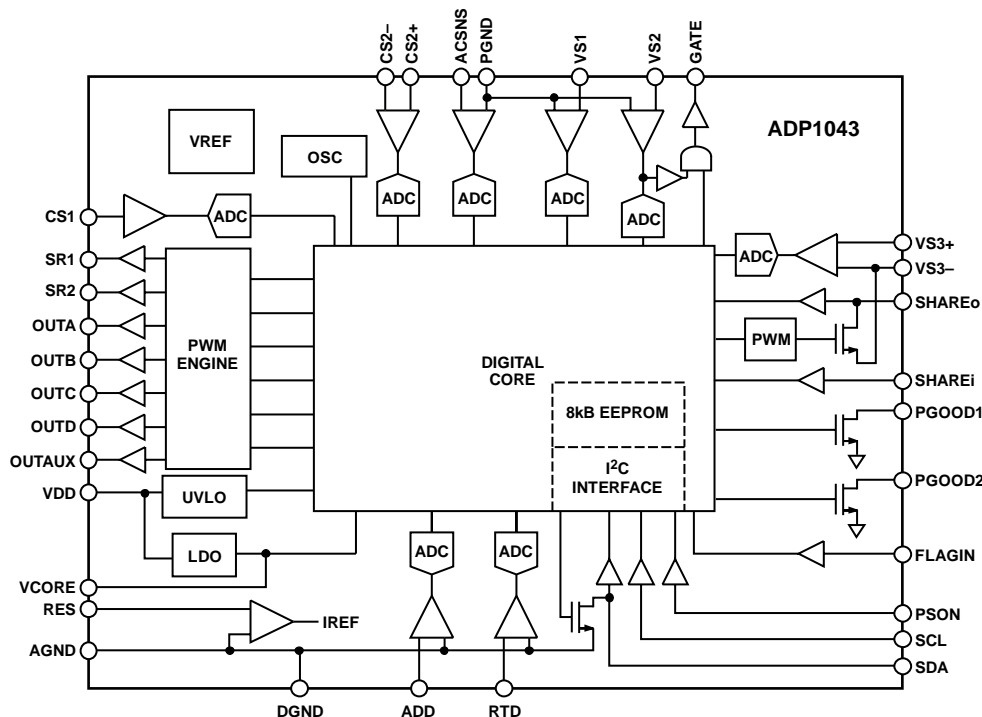 CS2–
CS2+
ACSNS
PGND
VS1
VS2
GATE
ADP1043
VREF
OSC
ADC
ADC
ADC
ADC
CS1
ADC
SR1
SR2
OUTA
OUTB
OUTC
OUTD
OUTAUX
PWM
ENGINE
VDD
UVLO
LDO
VCORE
RES
IREF
AGND
DIGITAL
CORE
8kB EEPROM
I2C
INTERFACE
ADC
VS3+
VS3–
SHAREo
PWM
SHAREi
PGOOD1
PGOOD2
FLAGIN
PSON
SCL
SDA
ADC
ADC
DGND
ADD
RTD